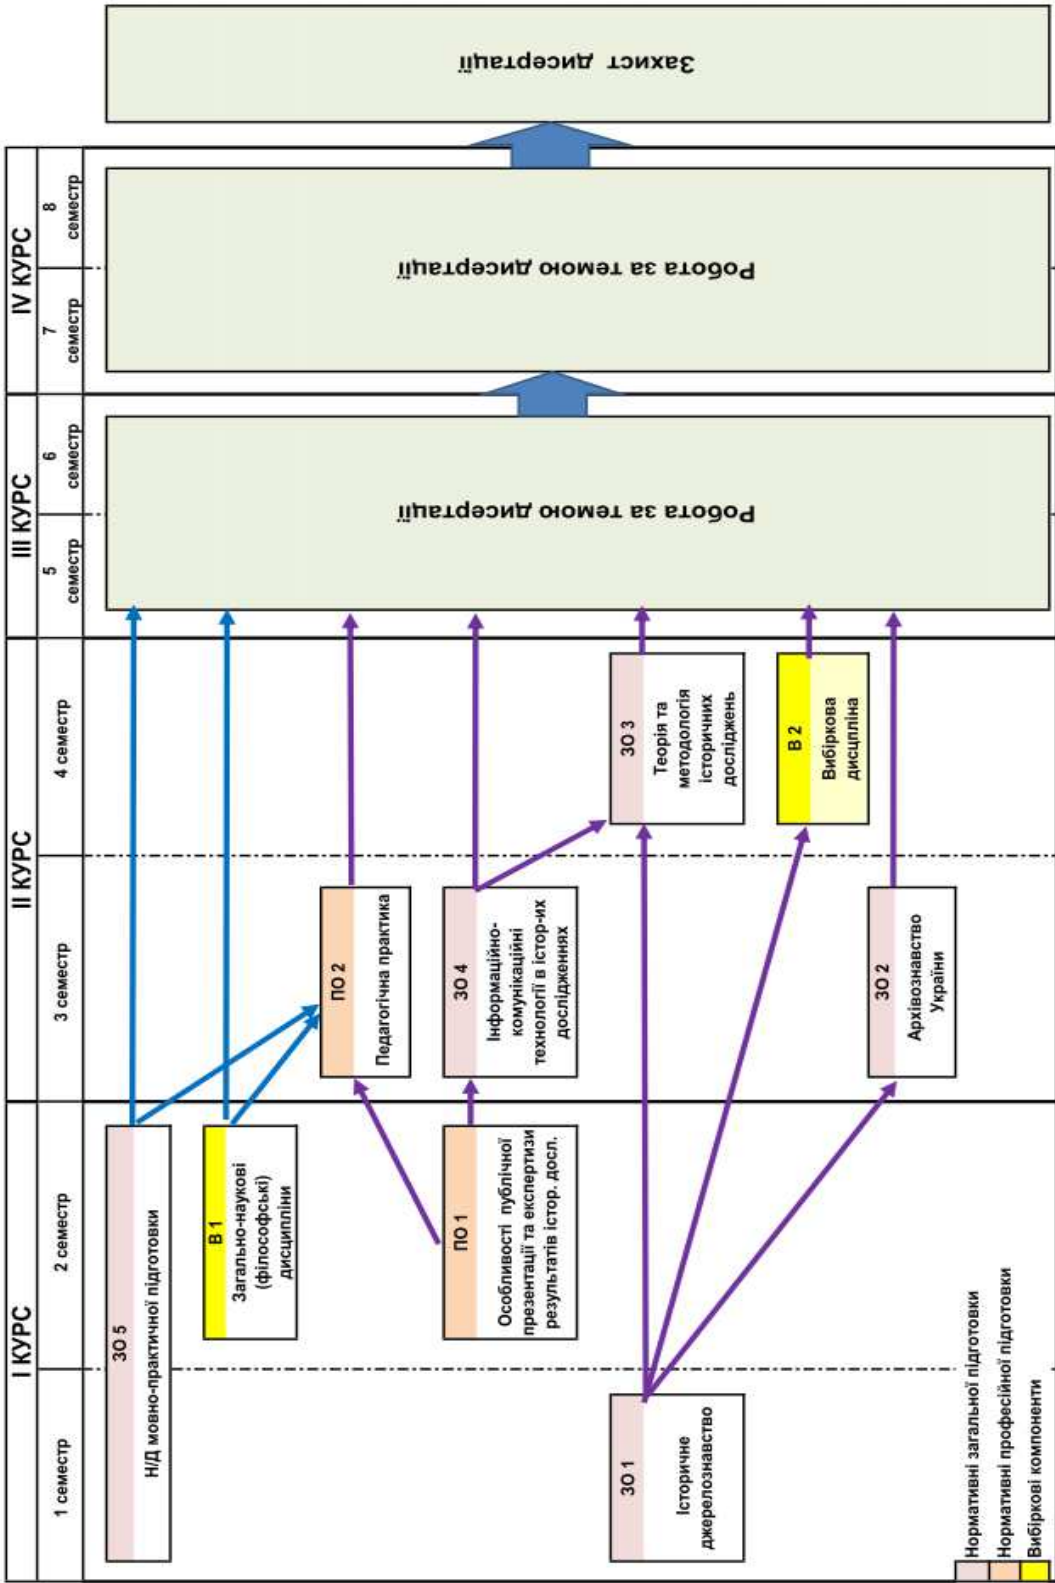 І КУРС
ІІ КУРС
ІІІ КУРС
ІV КУРС
1 семестр
2 семестр
3 семестр
4 семестр
5
семестр
6
семестр
7
семестр
8
семестр
ЗО 5
Н/Д мовно-практичної підготовки
В 1
Загально-наукові
(філософські)
дисципліни
ПО 2
Педагогічна практика
ПО 1
Особливості публічної
презентації та експертизи
результатів істор. досл.
ЗО 4
Інформаційно-
комунікаційні
технології в істор-их
дослідженнях
ЗО 1
Історичне
джерелознавство
ЗО 3
Теорія та
методологія
історичних
досліджень
В 2
Вибіркова
дисцпліна
ЗО 2
Архівознавство
України
Робота за темою дисертації
Робота за темою дисертації
Захист дисертації
Нормативні загальної підготовки
Нормативні професійної підготовки
Вибіркові компоненти